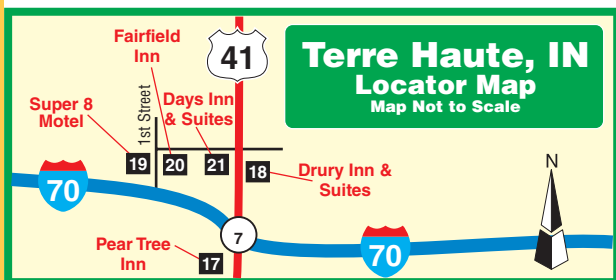 Terre Haute, IN
Locator Map
Map Not to Scale
Fairfield
Inn
41
Super 8
Motel
1st Street
Days Inn
& Suites
19
20
21
18
Drury Inn &
Suites
N
70
7
70
Pear Tree
Inn
17